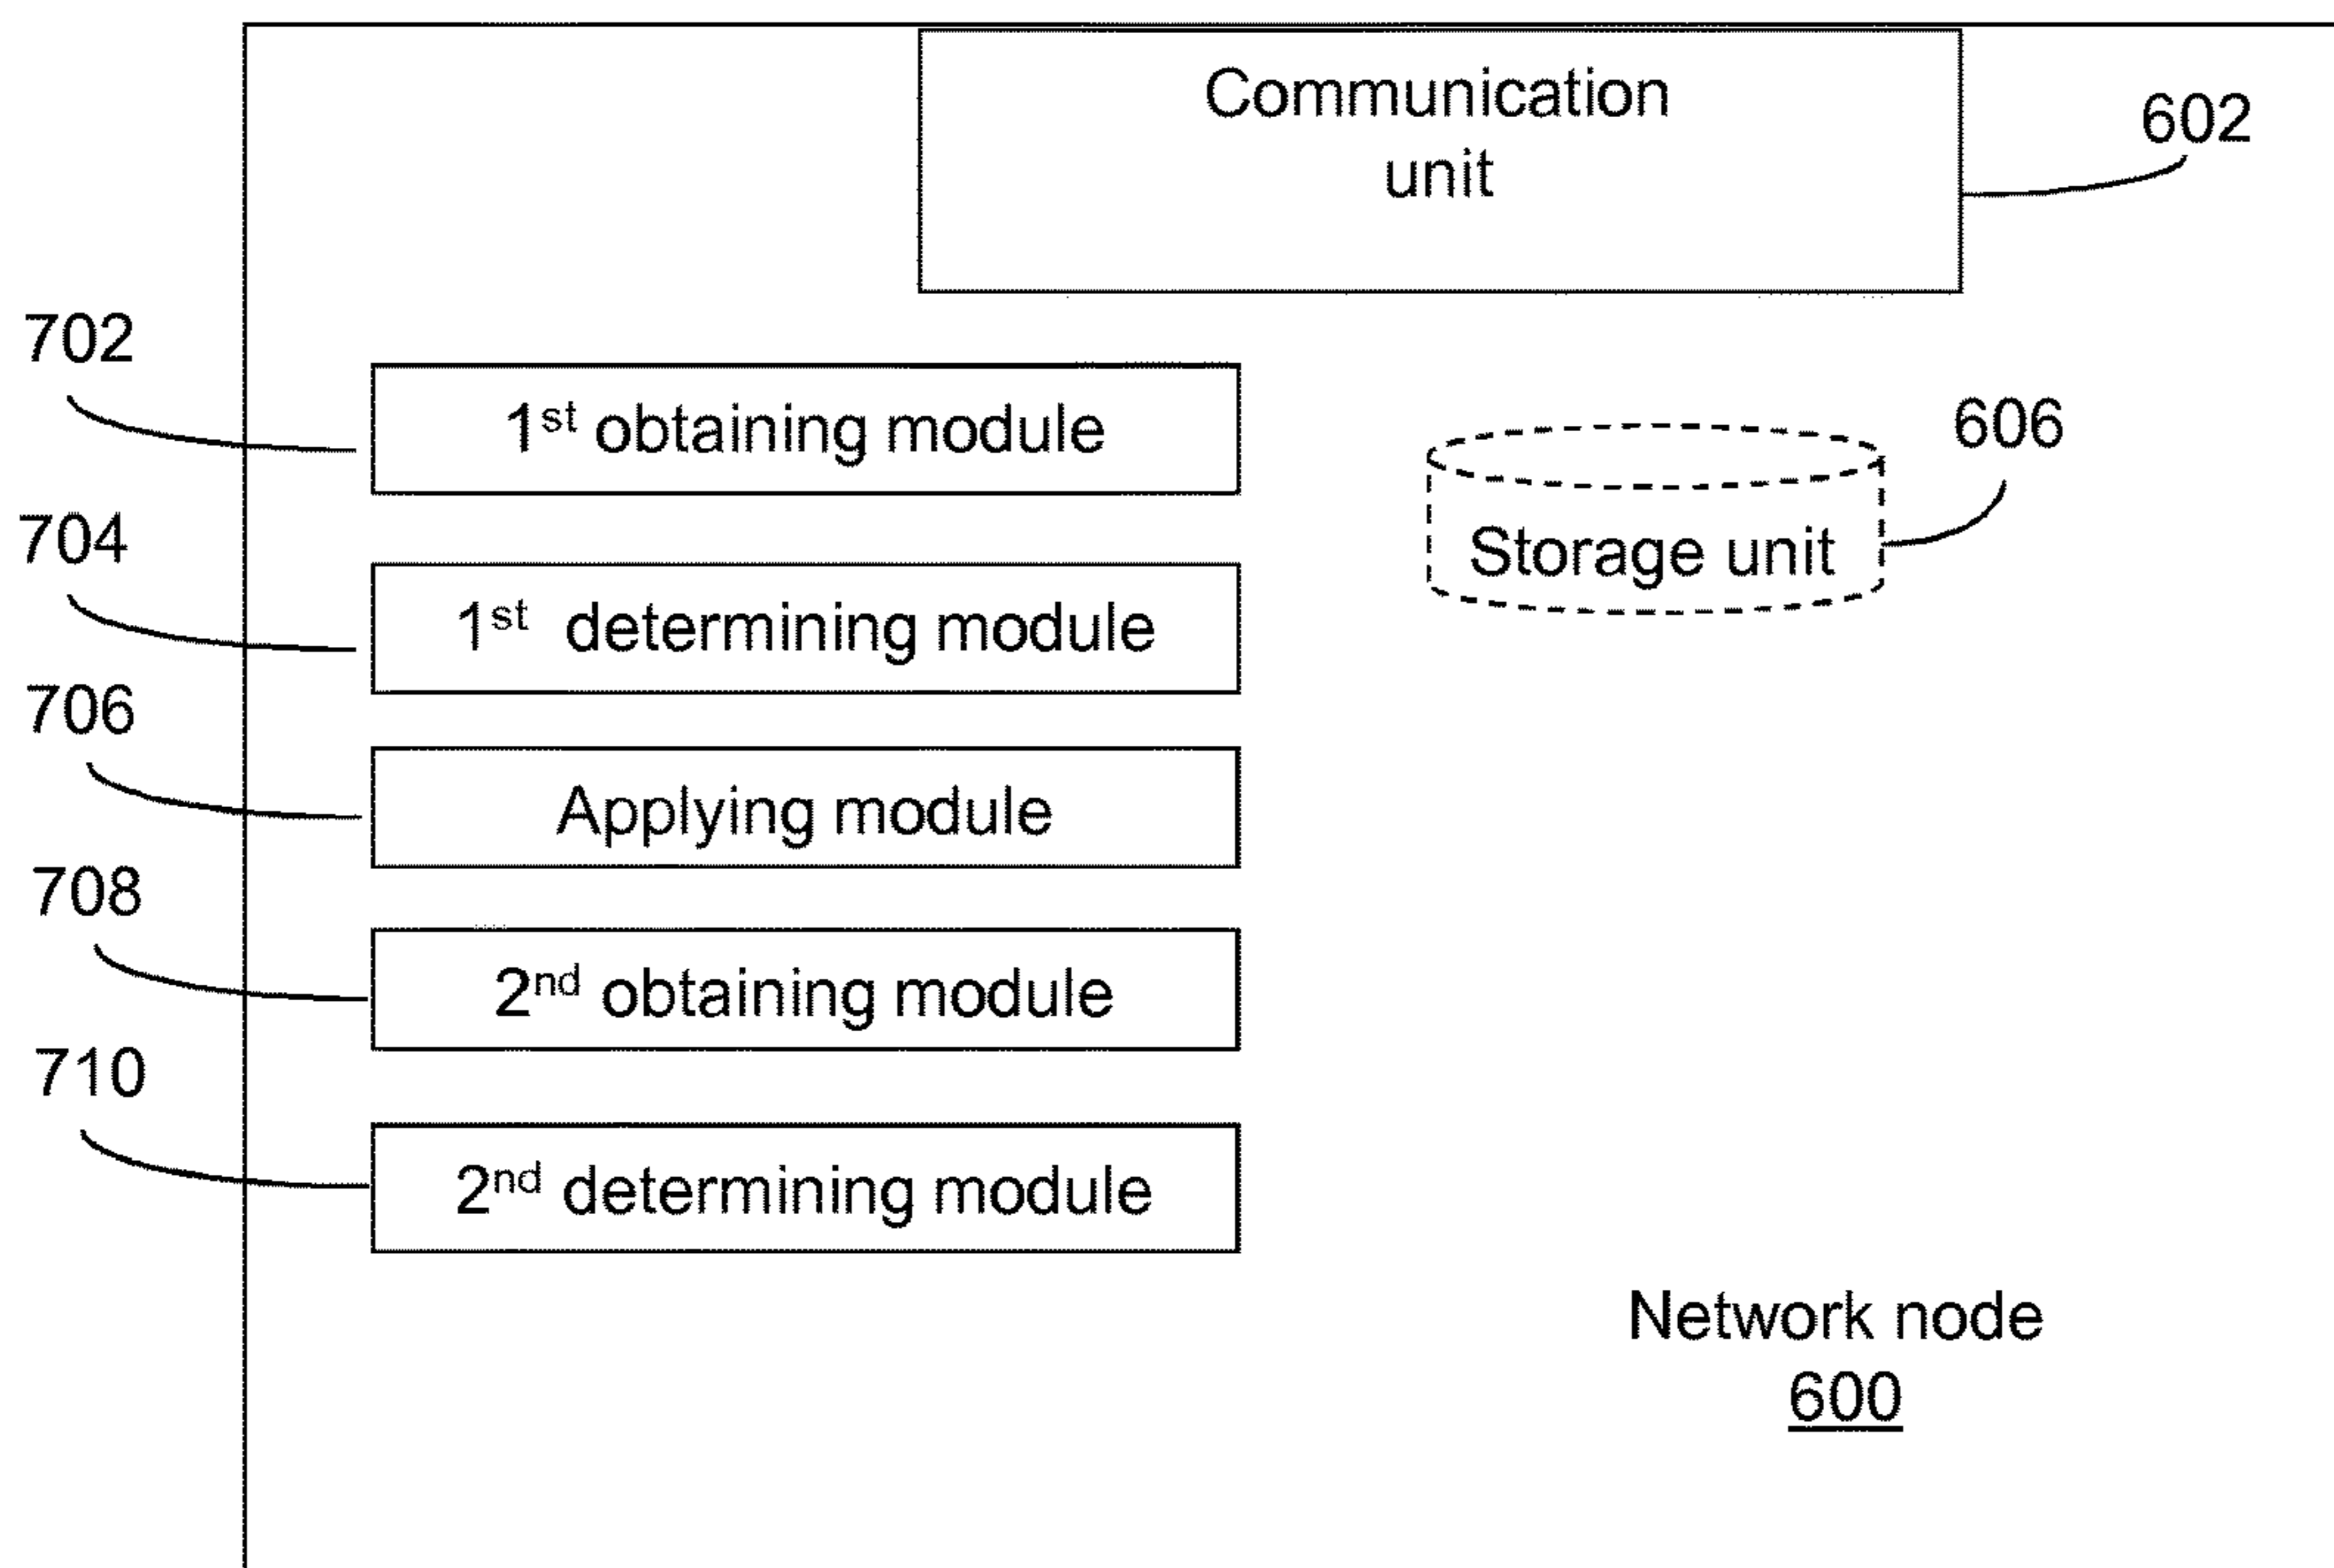 Communication
unit
602
702
1st obtaining module
606
Storage unit
704
1st determining module
706
Applying module
708
2nd obtaining module
710
2nd determining module
Network node
600